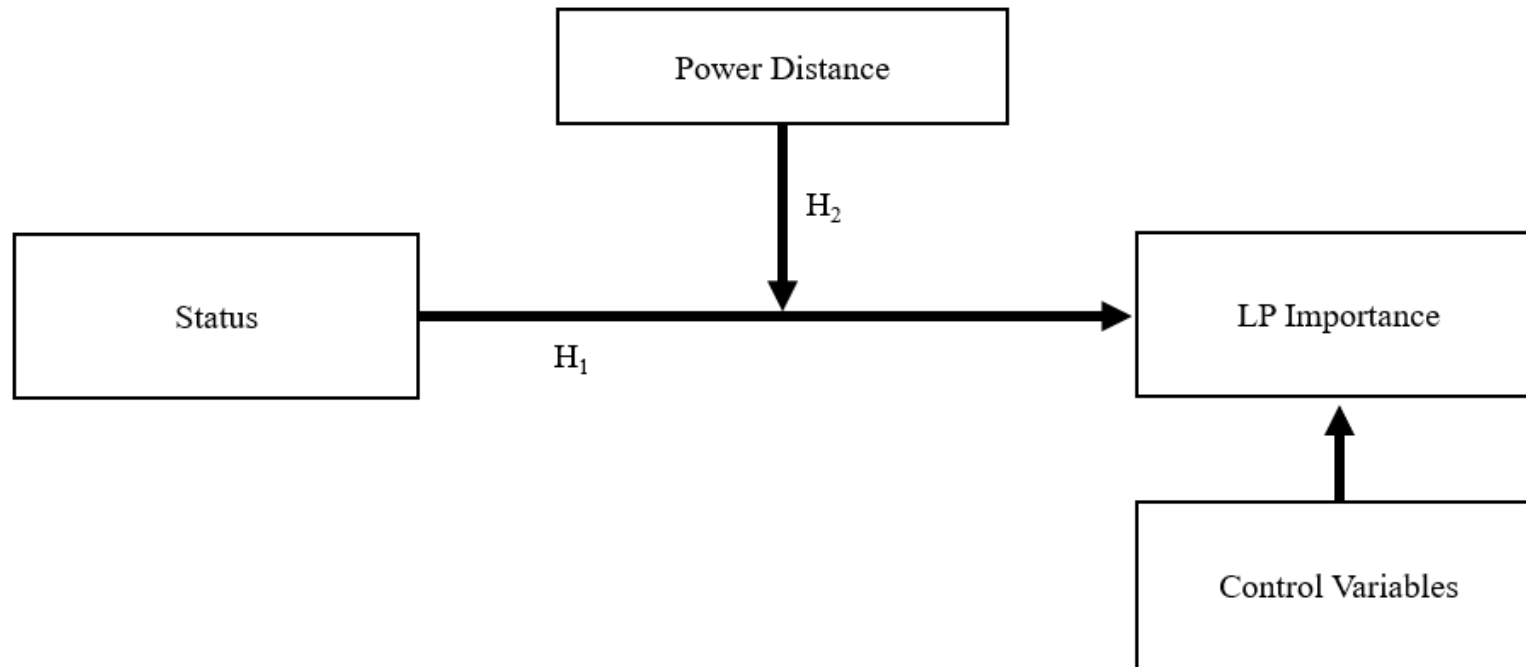 Power Distance
H₂
Status
LP Importance
H₁
Control Variables